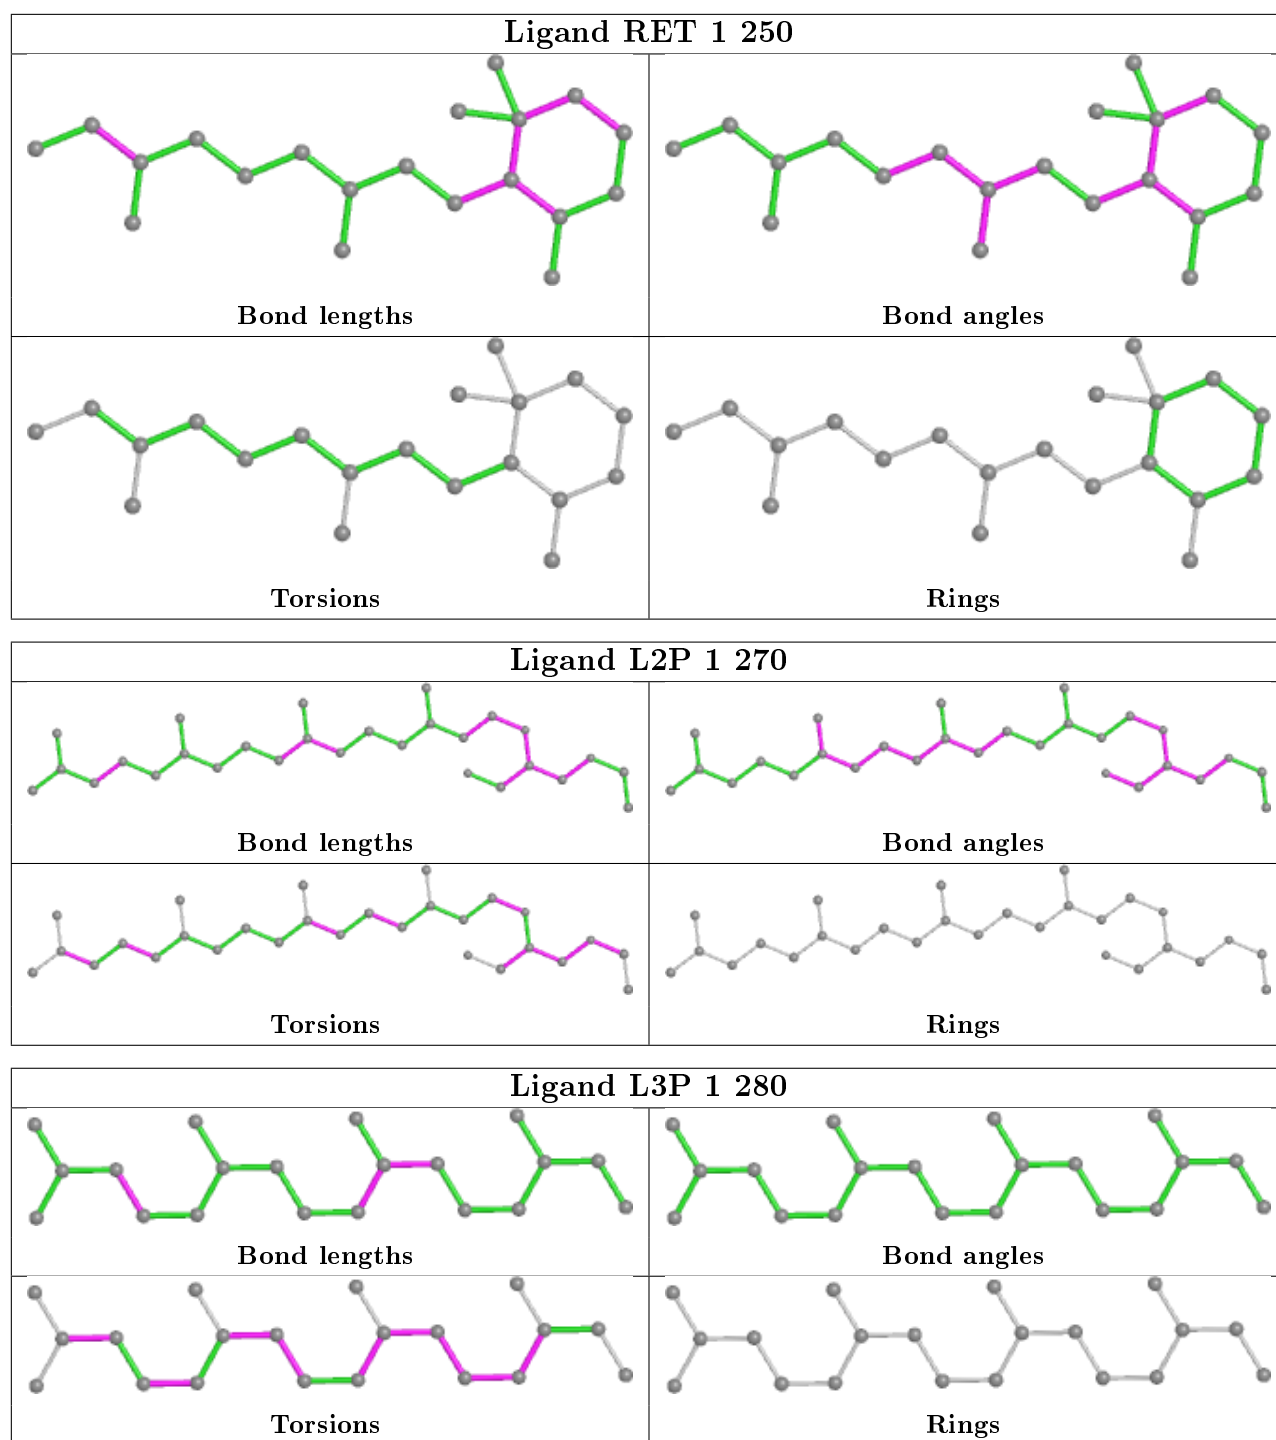 Ligand RET 1 250
Bond lengths
Bond angles
Torsions
Rings
Ligand L2P 1 270
Bond lengths
Bond angles
Torsions
Rings
Ligand L3P 1 280
Bond lengths
Bond angles
Torsions
Rings